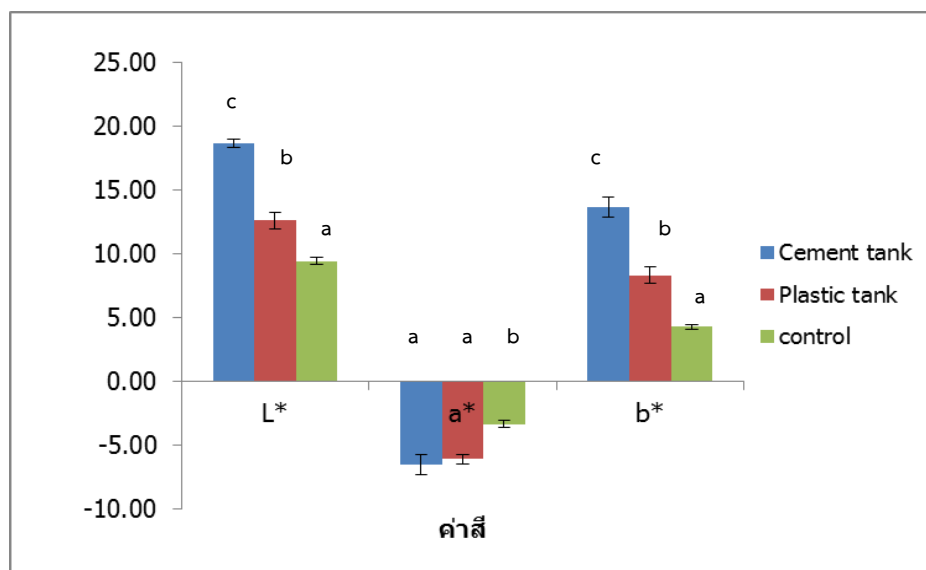 25.00
20.00
15.00
10.00
5.00
0.00
-5.00
-10.00
c
b
a
a a b
c
b
a
L* a* b*
ค่าสี
Cement tank
Plastic tank
control